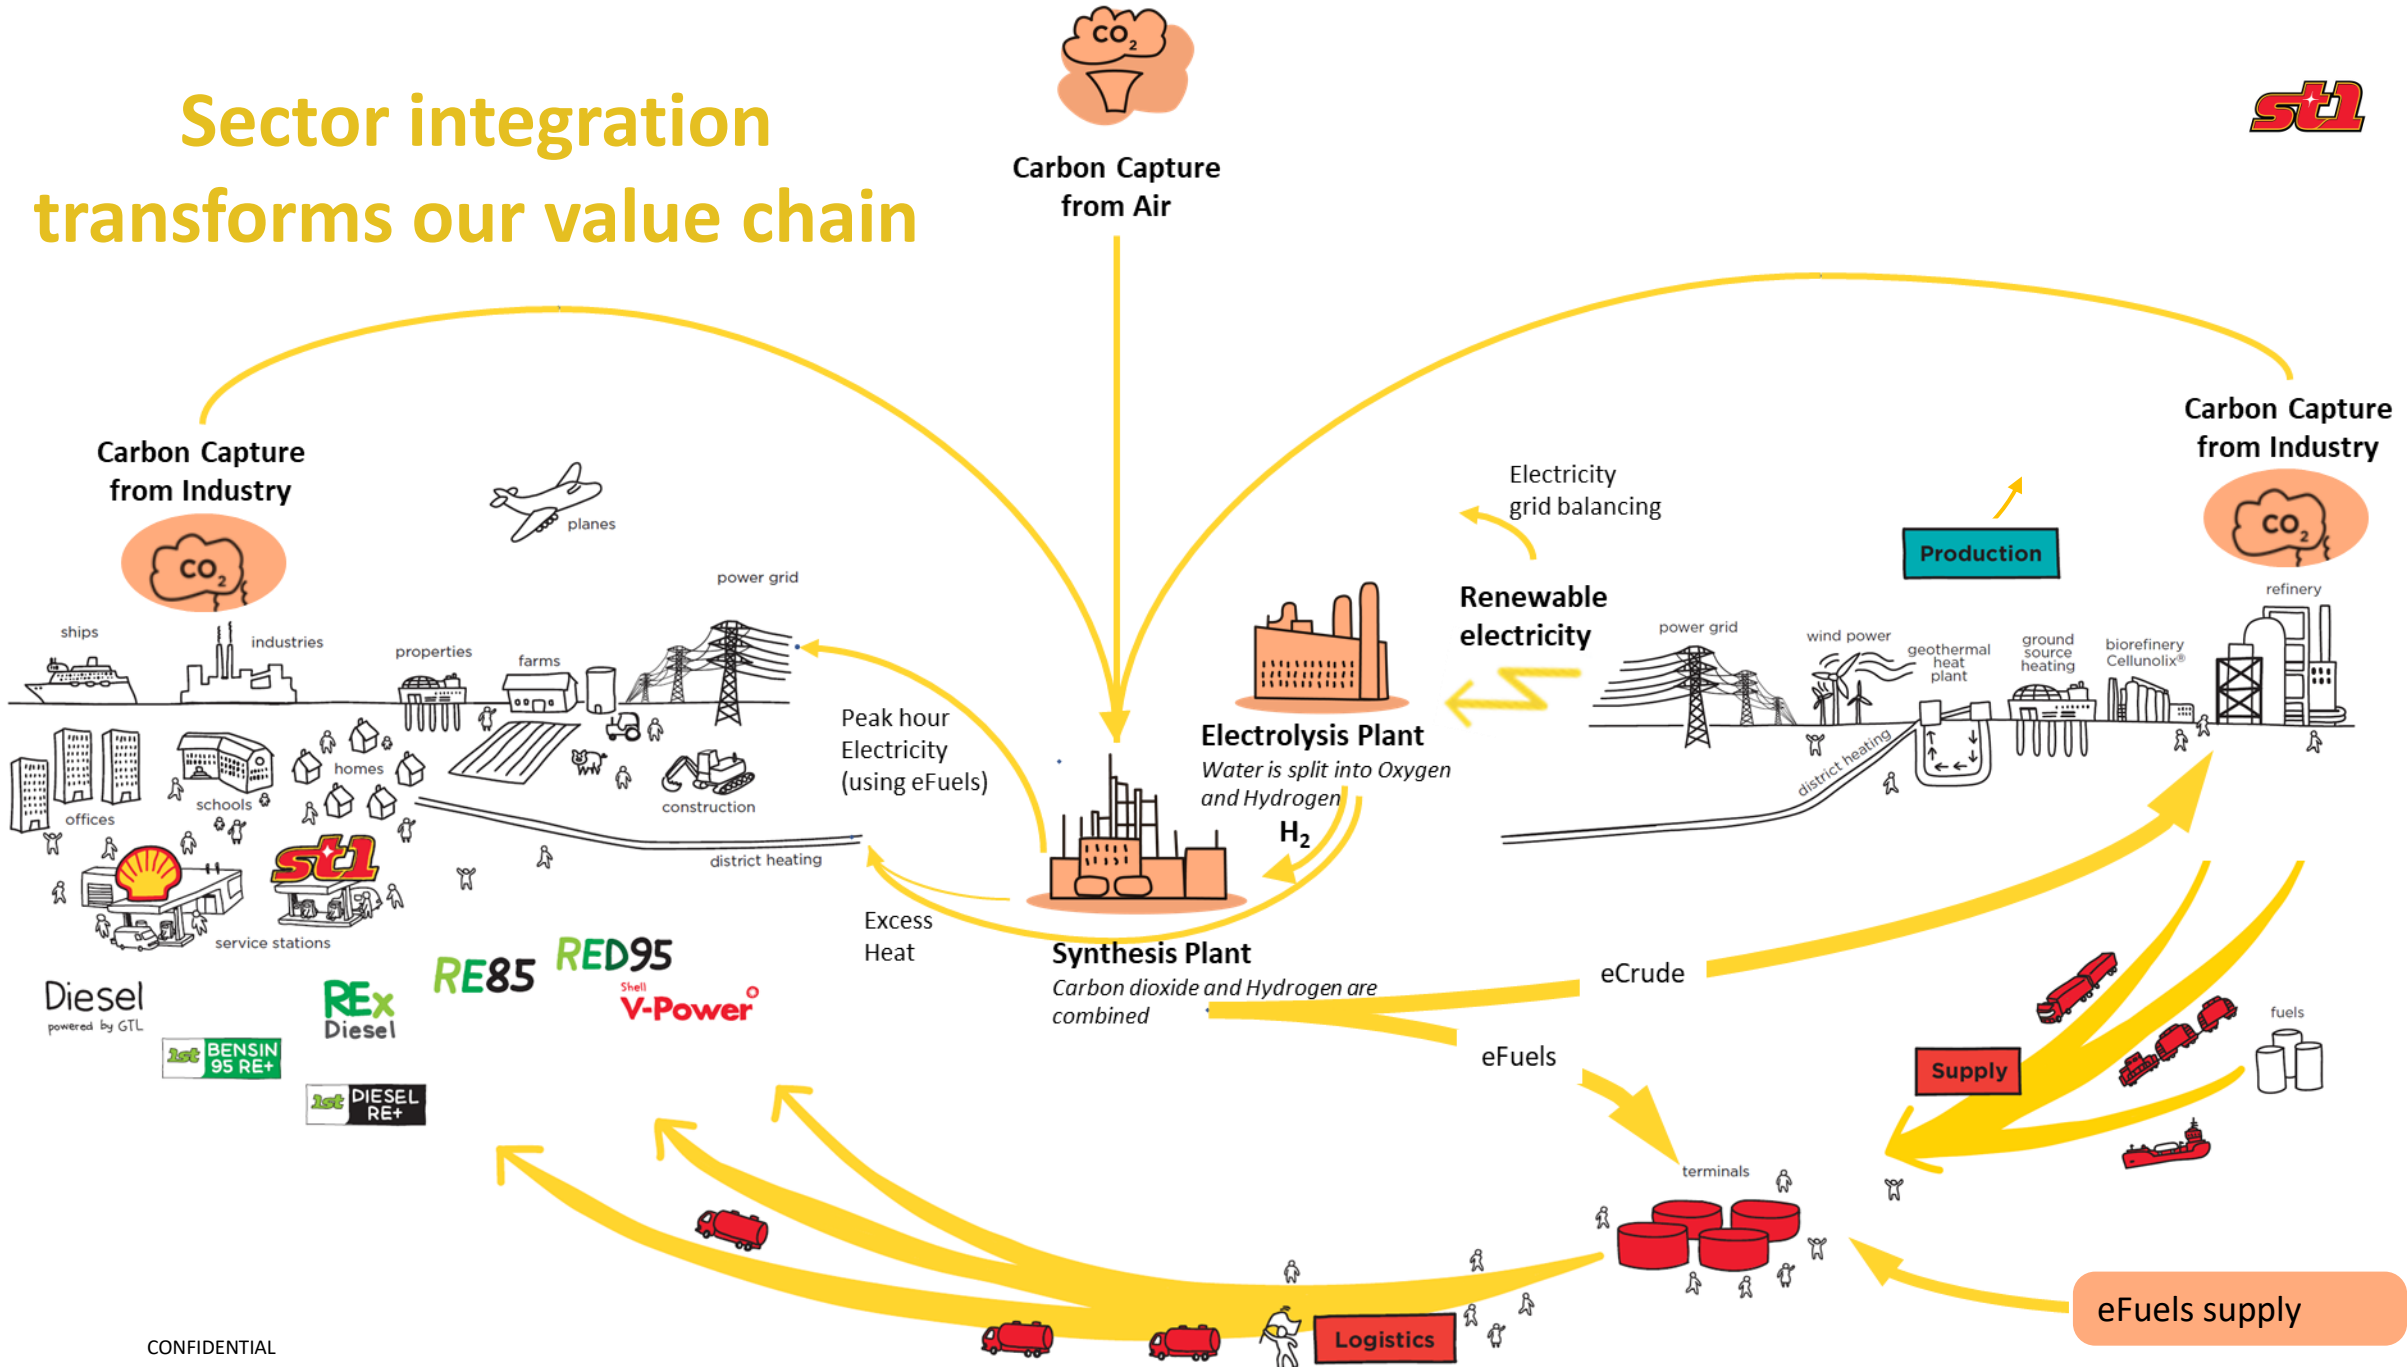 Sector integration
transforms our value chain
CO2
Carbon Capture
from Air
st1
Carbon Capture
from Industry
CO2
planes
power grid
ships
industries
properties
farms
offices
schools
homes
construction
district heating
service stations
st1
Peak hour
Electricity
(using eFuels)
Excess
Heat
Electricity
grid balancing
Renewable
electricity
Electrolysis Plant
Water is split into Oxygen
and Hydrogen
H2
Synthesis Plant
Carbon dioxide and Hydrogen are
combined
Production
Carbon Capture
from Industry
CO2
refinery
power grid
wind power
geothermal
heat
plant
ground
source
heating
biorefinery
Cellunolix®
district heating
eCrude
eFuels
Supply
fuels
terminals
eFuels supply
Logistics
Diesel
powered by GTL
1st BENSIN
95 RE+
REx
Diesel
1st DIESEL
RE+
RE85
RED95
Shell
V-Power
CONFIDENTIAL